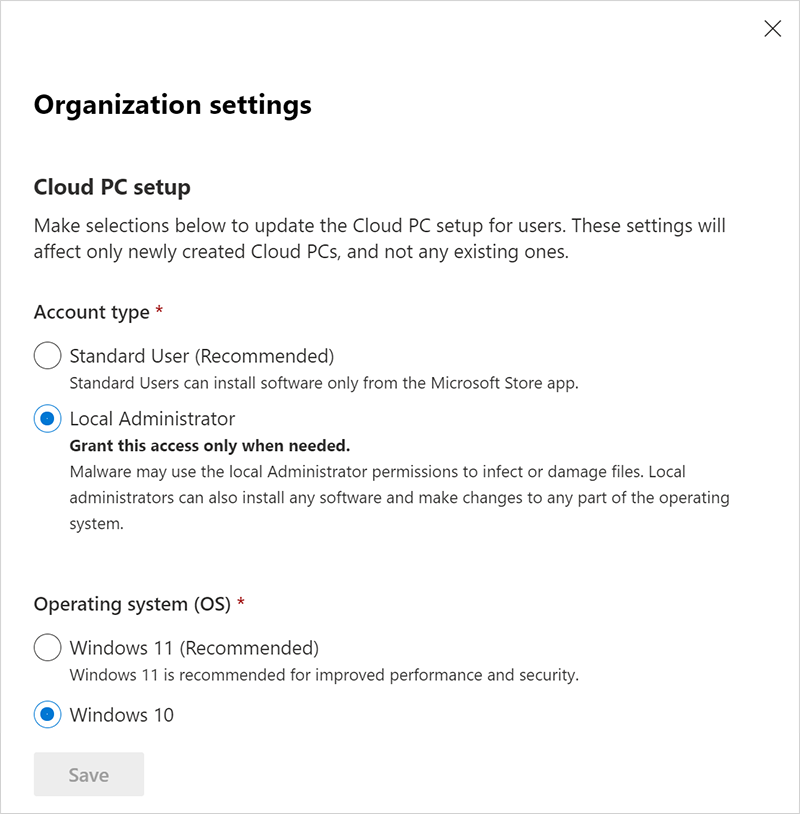 Organization settings
Cloud PC setup
Make selections below to update the Cloud PC setup for users. These settings will
affect only newly created Cloud PCs, and not any existing ones.
Account type *
Standard User (Recommended)
Standard Users can install software only from the Microsoft Store app.
Local Administrator
Grant this access only when needed.
Malware may use the local Administrator permissions to infect or damage files. Local
administrators can also install any software and make changes to any part of the operating
system.
Operating system (OS) *
Windows 11 (Recommended)
Windows 11 is recommended for improved performance and security.
Windows 10
Save